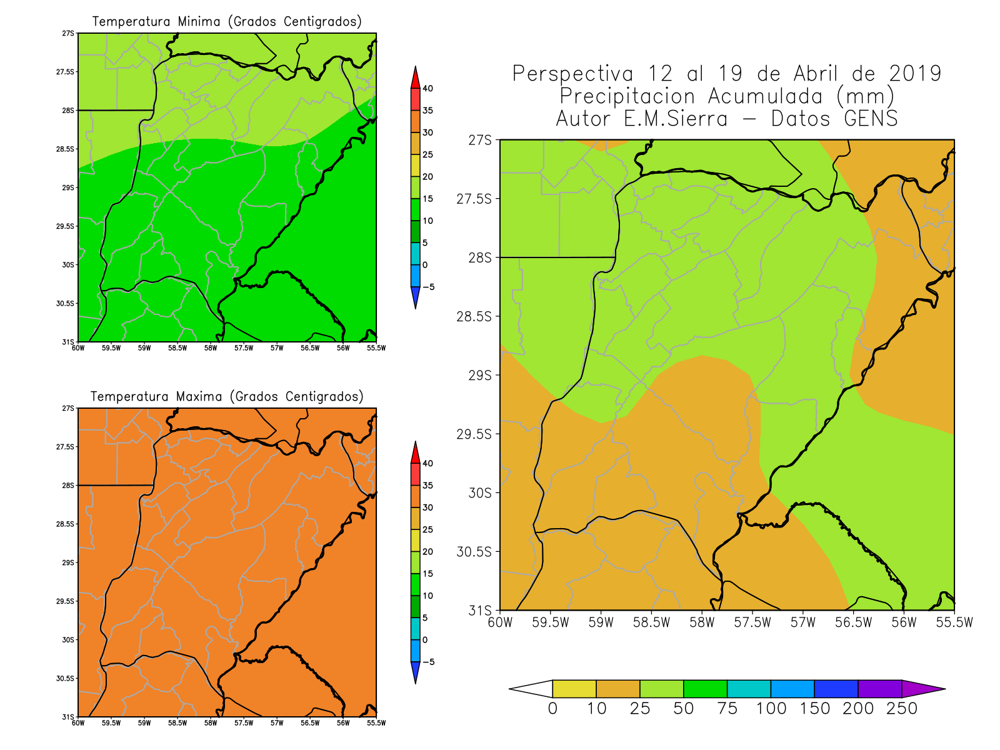 Temperatura Minima (Grados Centigrados)
27S
27.5S
28S
28.5S
29S
29.5S
30S
30.5S
31S
60W 59.5W 59W 58.5W 58W 57.5W 57W 56.5W 56W 55.5W
40
35
30
25
20
15
10
5
0
-5
Temperatura Maxima (Grados Centigrados)
27S
27.5S
28S
28.5S
29S
29.5S
30S
30.5S
31S
60W 59.5W 59W 58.5W 58W 57.5W 57W 56.5W 56W 55.5W
40
35
30
25
20
15
10
5
0
-5
Perspectiva 12 al 19 de Abril de 2019
Precipitacion Acumulada (mm)
Autor E.M.Sierra - Datos GENS
27S
27.5S
28S
28.5S
29S
29.5S
30S
30.5S
31S
60W 59.5W 59W 58.5W 58W 57.5W 57W 56.5W 56W 55.5W
0 10 25 50 75 100 150 200 250